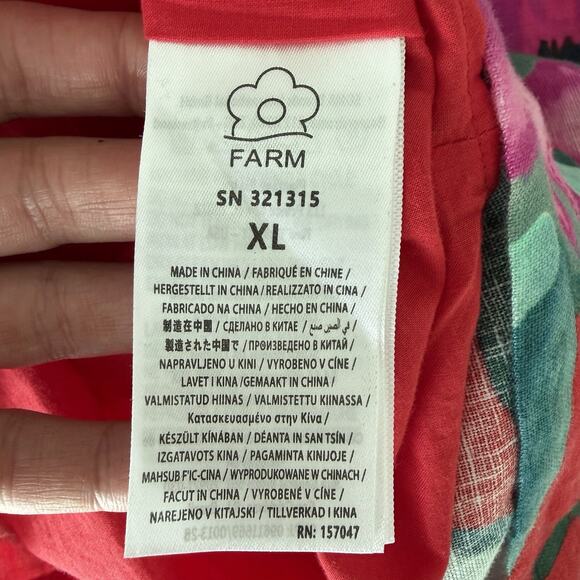 FARM
SN 321315
XL
MADE IN CHINA / FABRIQUÉ EN CHINE /
HERGESTELLT IN CHINA / REALIZZATO IN CINA /
FABRICADO NA CHINA / HECHO EN CHINA /
制造在中國 / СДЕЛАНО В КИТАЕ / في الصين صنع /
製造された中国で / ПРОИЗВЕДЕНО В КИТАЙ /
NAPRAVLJENO U KINI / VYROBENO V CÍNE /
LAVET I KINA / GEMAAKT IN CHINA /
VALMISTATUD HIINAS / VALMISTETTU KIINASSA /
Κατασκευασμένο στην Κίνα /
KÉSZÜLT KÍNÁBAN / DÉANTA IN SAN TSÍN /
IZGATAVOTS KINA / PAGAMINTA KINIJOJE /
MAHSUB F'IC-CINA / WYPRODUKOWANE W CHINACH /
FACUT IN CHINA / VYROBENÉ V CÍNE /
NAREJENO V KITAJSKI / TILLVERKAD I KINA
RN: 157047